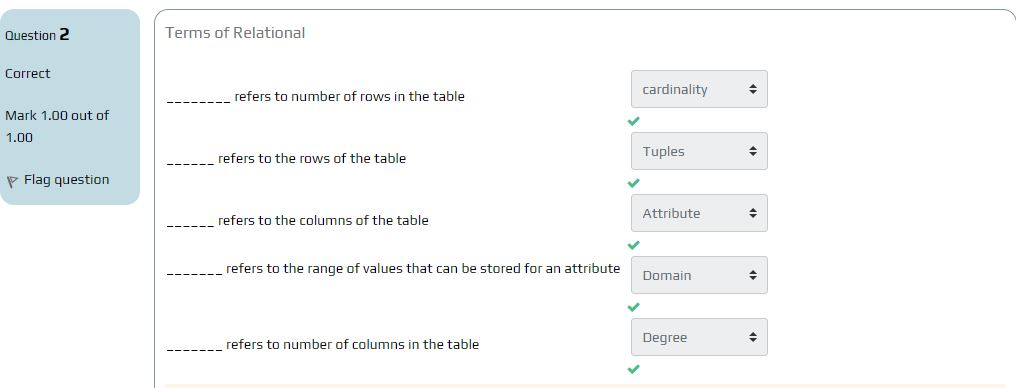 Question 2
Correct
Mark 1.00 out of
1.00
Flag question
Terms of Relational
________ refers to number of rows in the table
cardinality
______ refers to the rows of the table
Tuples
______ refers to the columns of the table
Attribute
_______ refers to the range of values that can be stored for an attribute
Domain
_______ refers to number of columns in the table
Degree